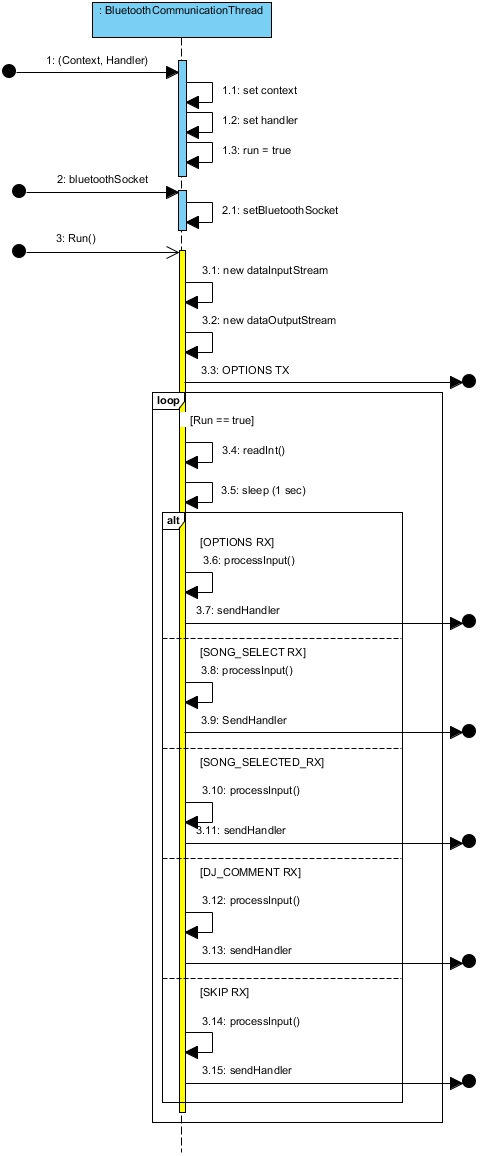 : BluetoothCommunicationThread
1: (Context, Handler)
1.1: set context
1.2: set handler
1.3: run = true
2: bluetoothSocket
2.1: setBluetoothSocket
3: Run()
3.1: new dataInputStream
3.2: new dataOutputStream
3.3: OPTIONS TX
loop
[Run == true]
3.4: readInt()
3.5: sleep (1 sec)
alt
[OPTIONS RX]
3.6: processInput()
3.7: sendHandler
[SONG_SELECT RX]
3.8: processInput()
3.9: SendHandler
[SONG_SELECTED_RX]
3.10: processInput()
3.11: sendHandler
[DJ_COMMENT RX]
3.12: processInput()
3.13: sendHandler
[SKIP RX]
3.14: processInput()
3.15: sendHandler